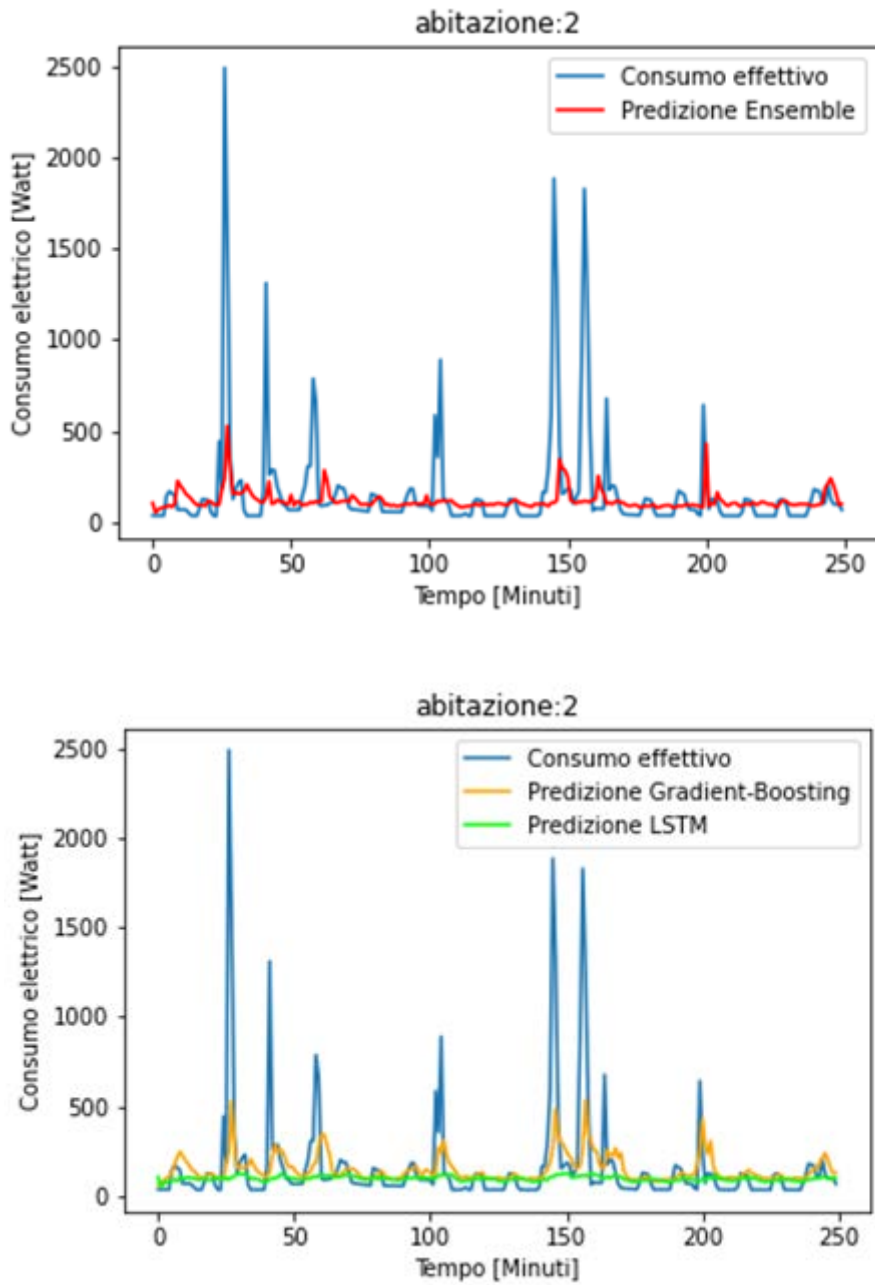 abitazione:2
Consumo effettivo
Predizione Ensemble
Consumo elettrico [Watt]
2500
2000
1500
1000
500
0
0 50 100 150 200 250
Tempo [Minuti]
abitazione:2
Consumo effettivo
Predizione Gradient-Boosting
Predizione LSTM
Consumo elettrico [Watt]
2500
2000
1500
1000
500
0
0 50 100 150 200 250
Tempo [Minuti]